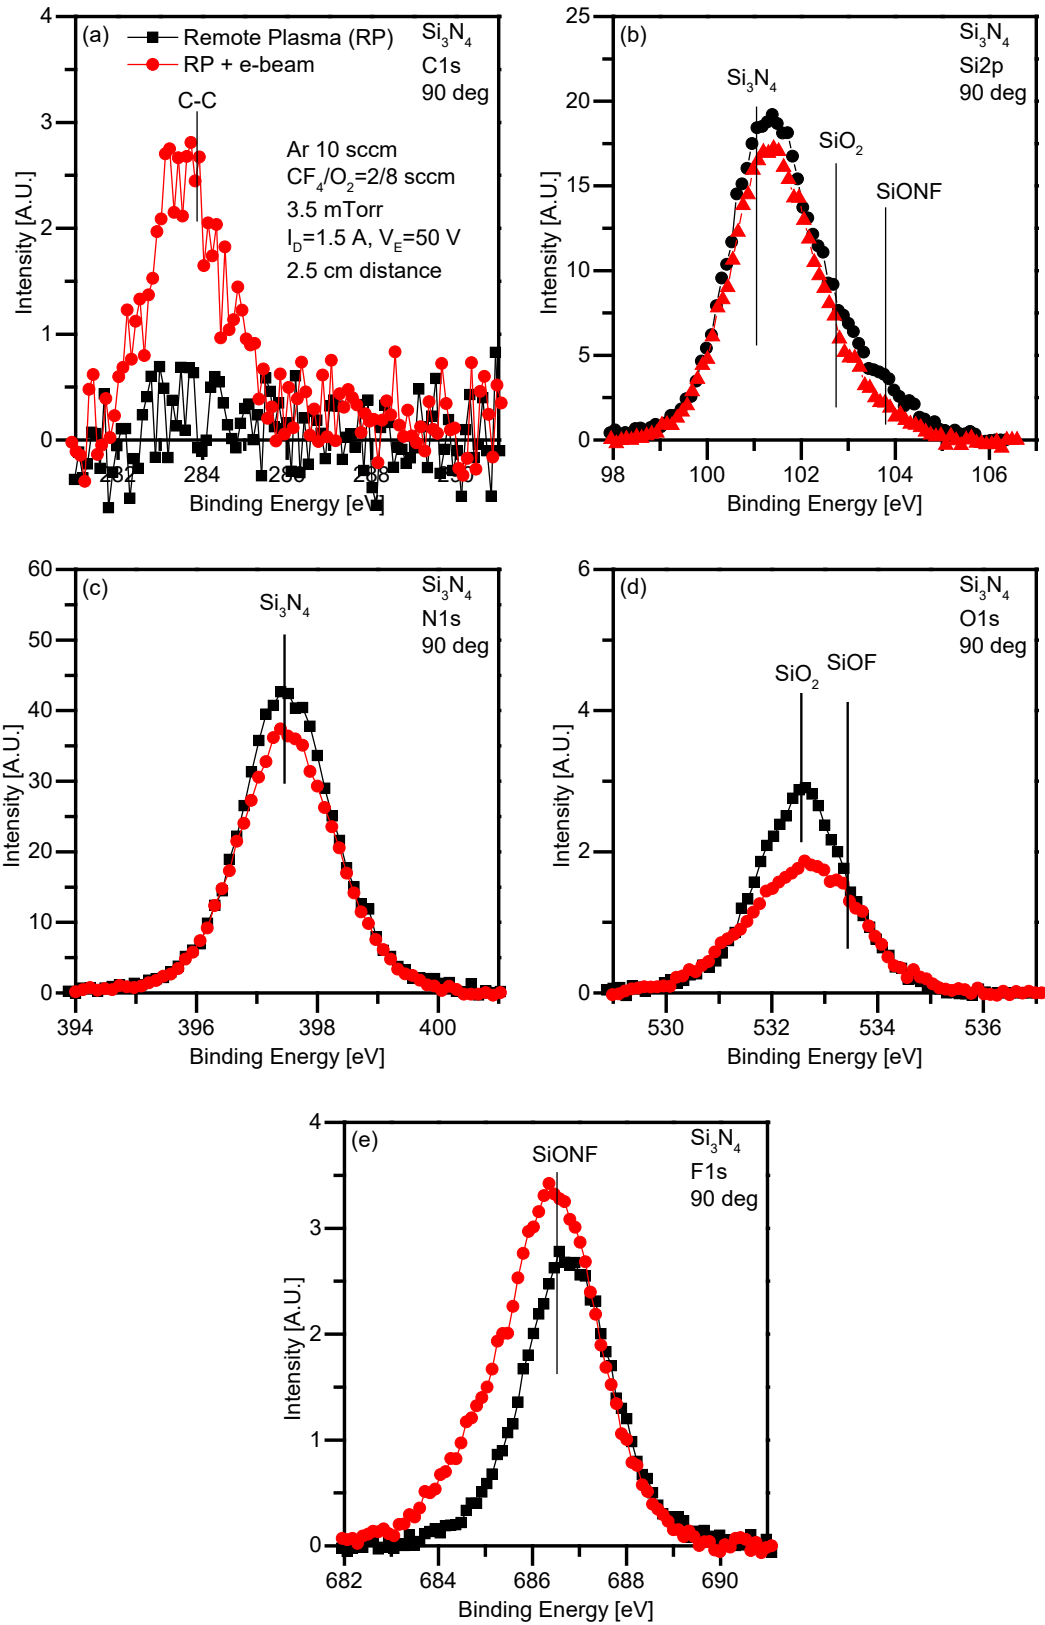 (a)
Remote Plasma (RP)
RP + e-beam
Si₃N₄
C1s
90 deg
C-C
Ar 10 sccm
CF₄/O₂=2/8 sccm
3.5 mTorr
I_D=1.5 A, V_E=50 V
2.5 cm distance
4
3
2
1
0
Intensity [A.U.]
282 284 286 288 290
Binding Energy [eV]
(b)
Si₃N₄
Si2p
90 deg
Si₃N₄
SiO₂
SiONF
25
20
15
10
5
0
Intensity [A.U.]
98 100 102 104 106
Binding Energy [eV]
(c)
Si₃N₄
N1s
90 deg
Si₃N₄
60
50
40
30
20
10
0
Intensity [A.U.]
394 396 398 400
Binding Energy [eV]
(d)
Si₃N₄
O1s
90 deg
SiO₂
SiOF
6
4
2
0
Intensity [A.U.]
530 532 534 536
Binding Energy [eV]
(e)
Si₃N₄
F1s
90 deg
SiONF
4
3
2
1
0
Intensity [A.U.]
682 684 686 688 690
Binding Energy [eV]